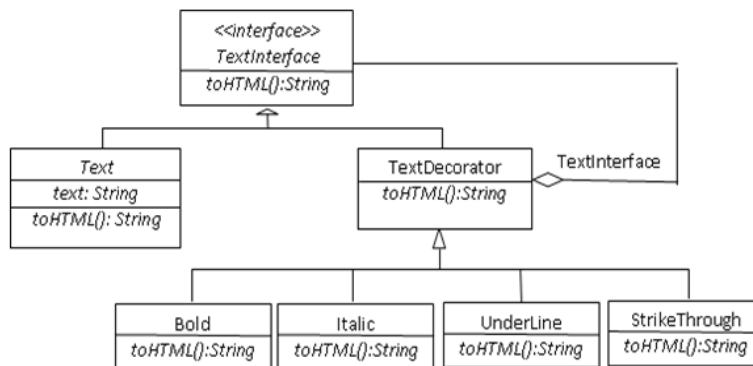 <<interface>>
TextInterface
toHTML():String
Text
text: String
toHTML(): String
TextDecorator
toHTML():String
TextInterface
Bold
toHTML():String
Italic
toHTML():String
UnderLine
toHTML():String
StrikeThrough
toHTML():String